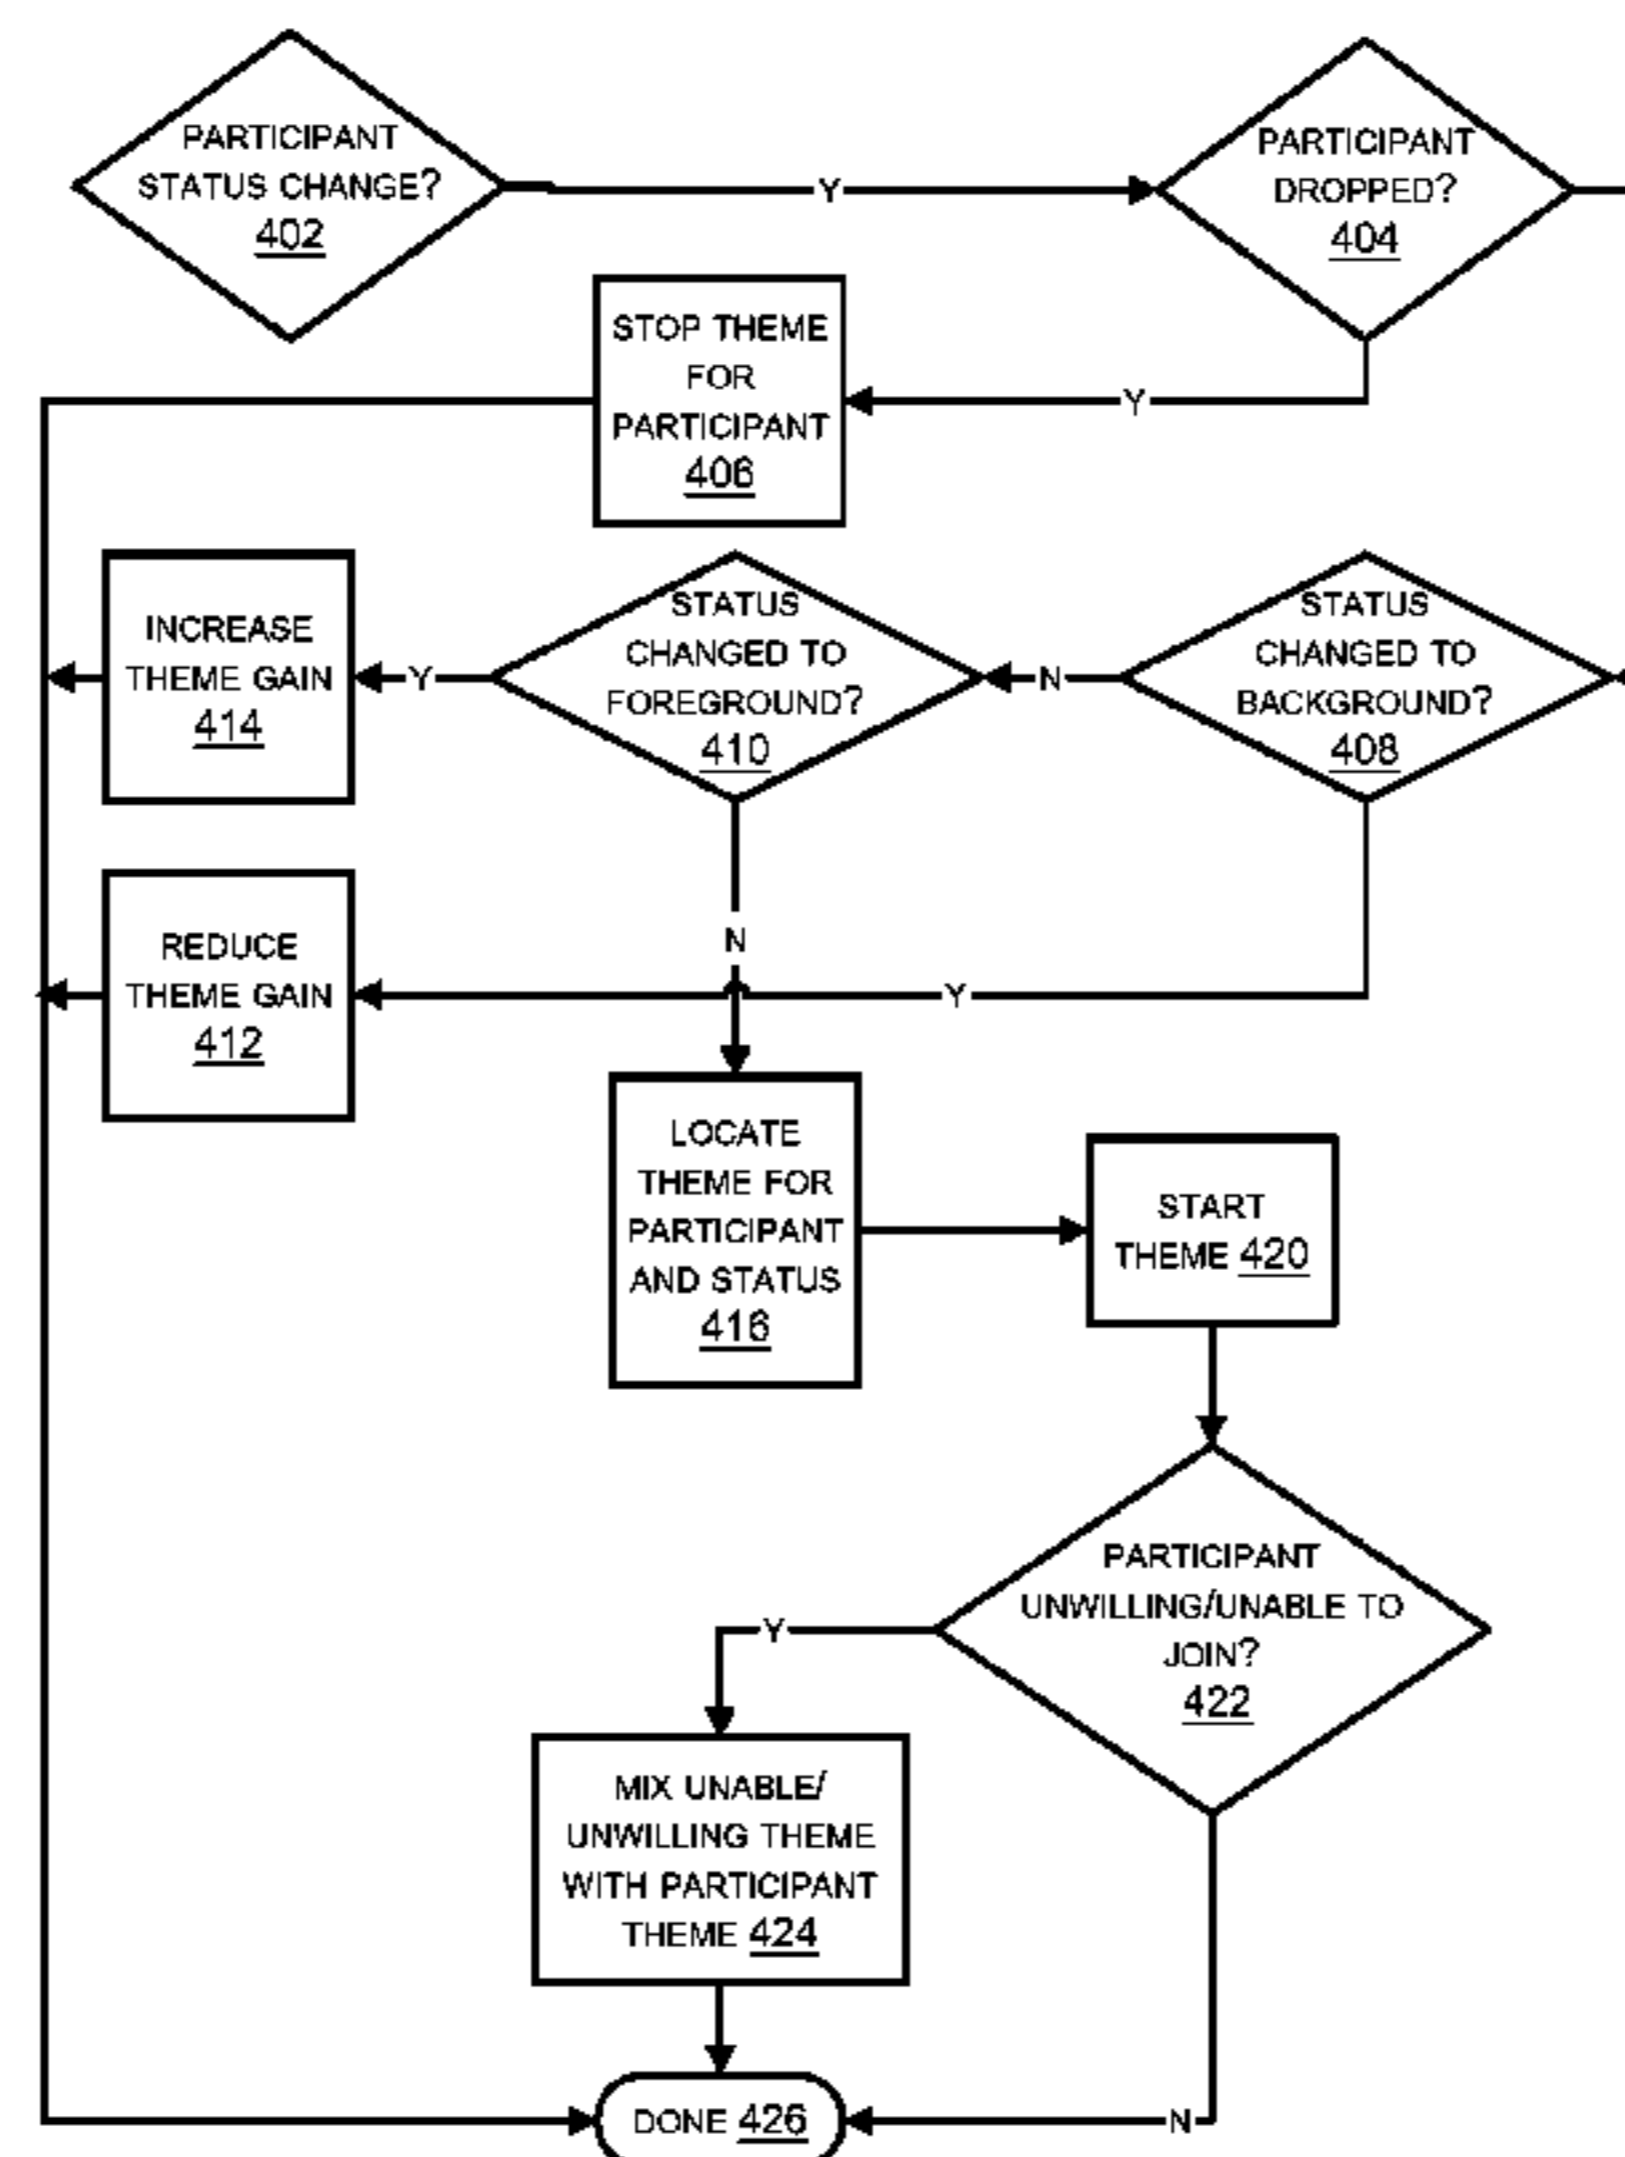 PARTICIPANT
STATUS CHANGE?
402
Y
PARTICIPANT
DROPPED?
404
STOP THEME
FOR
PARTICIPANT
406
Y
INCREASE
THEME GAIN
414
Y
STATUS
CHANGED TO
FOREGROUND?
410
N
STATUS
CHANGED TO
BACKGROUND?
408
N
REDUCE
THEME GAIN
412
Y
LOCATE
THEME FOR
PARTICIPANT
AND STATUS
416
START
THEME 420
PARTICIPANT
UNWILLING/UNABLE TO
JOIN?
422
Y
MIX UNABLE/
UNWILLING THEME
WITH PARTICIPANT
THEME 424
DONE 426
N